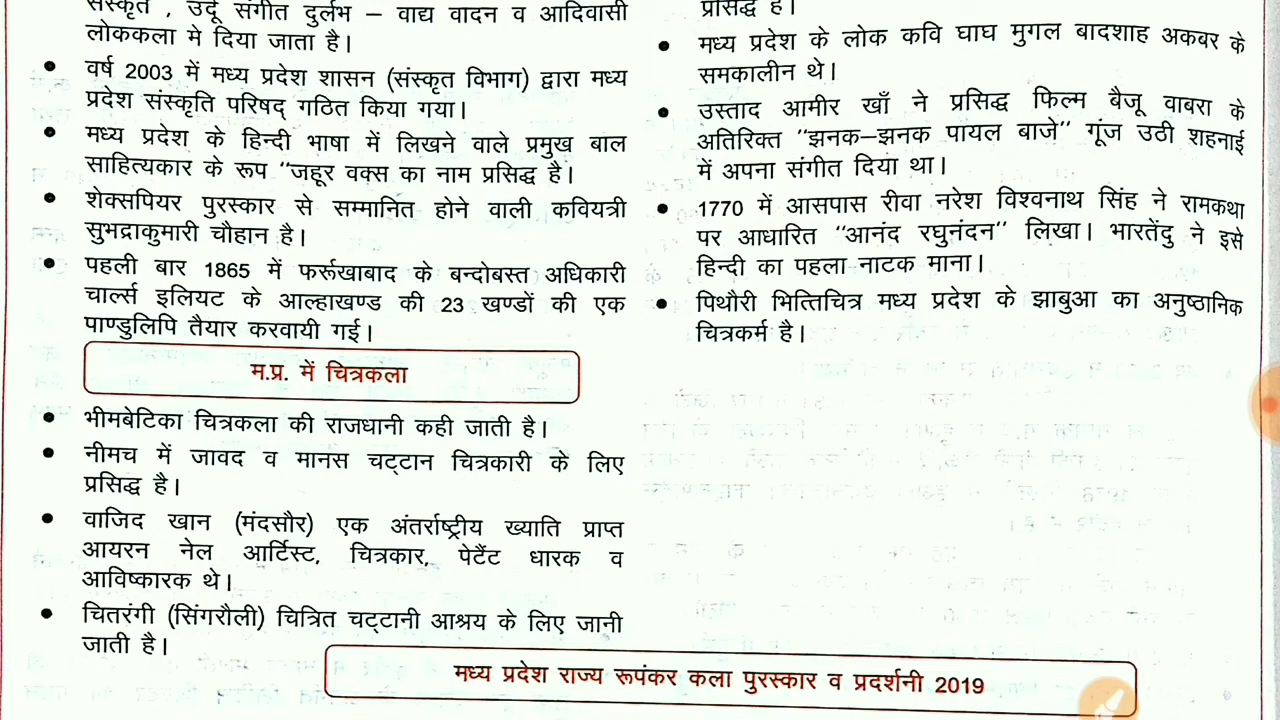 संस्कृत , उर्दू संगीत दुर्लभ – वाद्य वादन व आदिवासी
लोककला मे दिया जाता है।
• वर्ष 2003 में मध्य प्रदेश शासन (संस्कृत विभाग) द्वारा मध्य
प्रदेश संस्कृति परिषद् गठित किया गया।
• मध्य प्रदेश के हिन्दी भाषा में लिखने वाले प्रमुख बाल
साहित्यकार के रूप "जहूर वक्स का नाम प्रसिद्ध है।
• शेक्सपियर पुरस्कार से सम्मानित होने वाली कवियत्री
सुभद्राकुमारी चौहान है।
• पहली बार 1865 में फर्रूखाबाद के बन्दोबस्त अधिकारी
चार्ल्स इलियट के आल्हाखण्ड की 23 खण्डों की एक
पाण्डुलिपि तैयार करवायी गई।
म.प्र. में चित्रकला
• भीमबेटिका चित्रकला की राजधानी कही जाती है।
• नीमच में जावद व मानस चट्टान चित्रकारी के लिए
प्रसिद्ध है।
• वाजिद खान (मंदसौर) एक अंतर्राष्ट्रीय ख्याति प्राप्त
आयरन नेल आर्टिस्ट, चित्रकार, पेटैंट धारक व
आविष्कारक थे।
• चितरंगी (सिंगरौली) चित्रित चट्टानी आश्रय के लिए जानी
जाती है।
प्रसिद्ध है।
• मध्य प्रदेश के लोक कवि घाघ मुगल बादशाह अकबर के
समकालीन थे।
• उस्ताद आमीर खाँ ने प्रसिद्ध फिल्म बैजू वाबरा के
अतिरिक्त "झनक–झनक पायल बाजे" गूंज उठी शहनाई
में अपना संगीत दिया था।
• 1770 में आसपास रीवा नरेश विश्वनाथ सिंह ने रामकथा
पर आधारित "आनंद रघुनंदन" लिखा। भारतेंदु ने इसे
हिन्दी का पहला नाटक माना।
• पिथौरी भित्तिचित्र मध्य प्रदेश के झाबुआ का अनुष्ठानिक
चित्रकर्म है।
मध्य प्रदेश राज्य रूपंकर कला पुरस्कार व प्रदर्शनी 2019